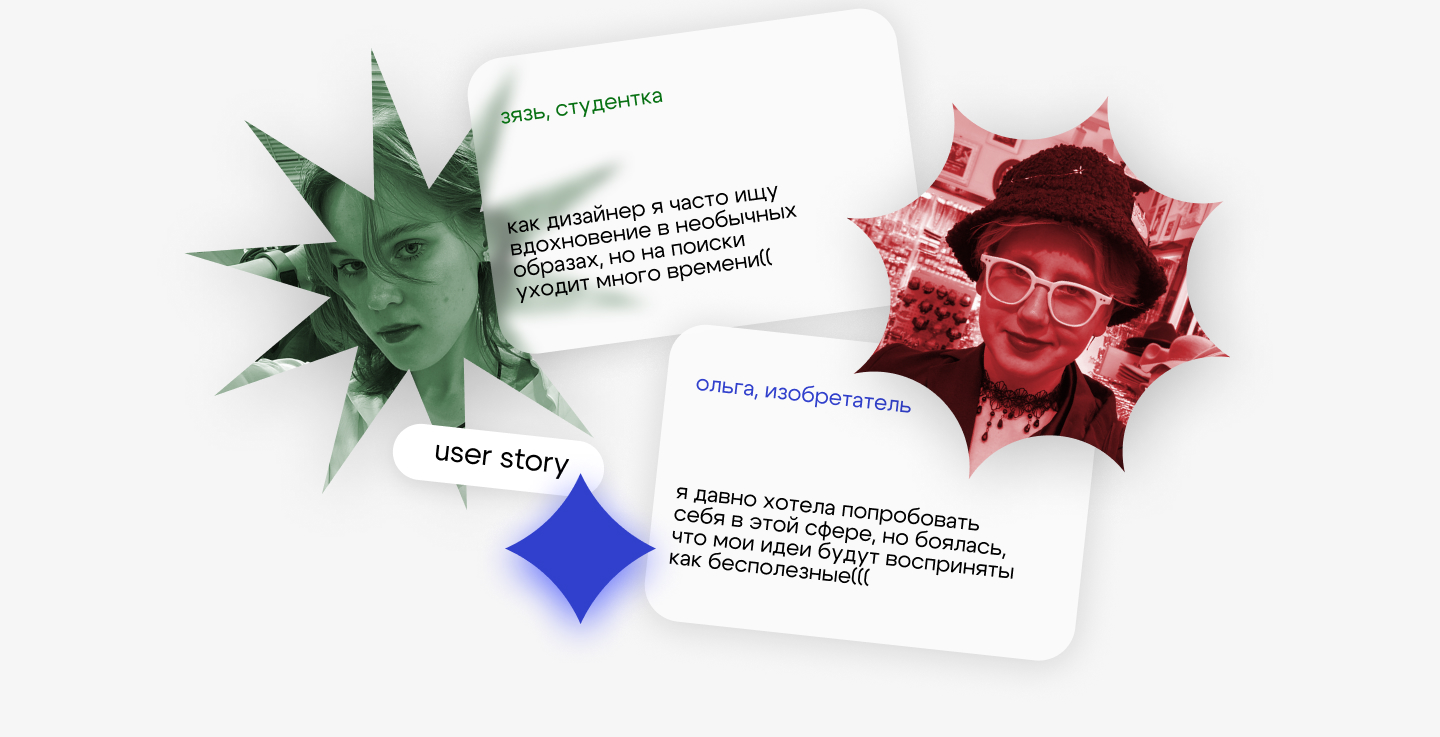 зязь, студентка
как дизайнер я часто ищу
вдохновение в необычных
образах, но на поиски
уходит много времени((
user story
ольга, изобретатель
я давно хотела попробовать
себя в этой сфере, но боялась,
что мои идеи будут восприняты
как бесполезные(((